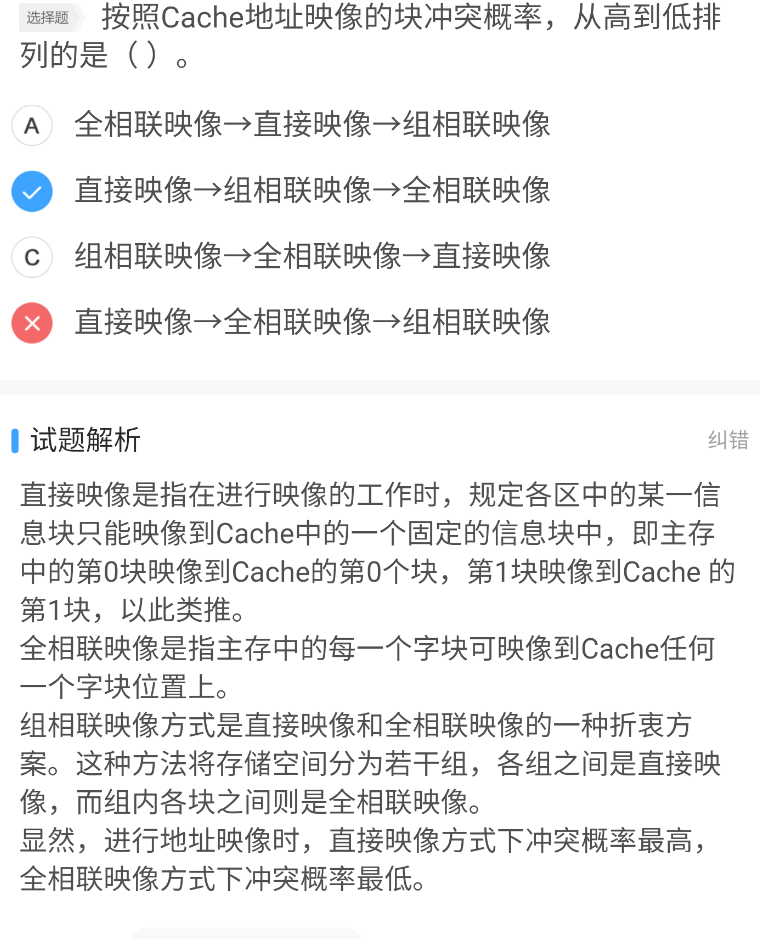 选择题 按照Cache地址映像的块冲突概率，从高到低排
列的是（ ）。
A 全相联映像→直接映像→组相联映像
直接映像→组相联映像→全相联映像
C 组相联映像→全相联映像→直接映像
直接映像→全相联映像→组相联映像
试题解析 纠错
直接映像是指在进行映像的工作时，规定各区中的某一信
息块只能映像到Cache中的一个固定的信息块中，即主存
中的第0块映像到Cache的第0个块，第1块映像到Cache 的
第1块，以此类推。
全相联映像是指主存中的每一个字块可映像到Cache任何
一个字块位置上。
组相联映像方式是直接映像和全相联映像的一种折衷方
案。这种方法将存储空间分为若干组，各组之间是直接映
像，而组内各块之间则是全相联映像。
显然，进行地址映像时，直接映像方式下冲突概率最高，
全相联映像方式下冲突概率最低。